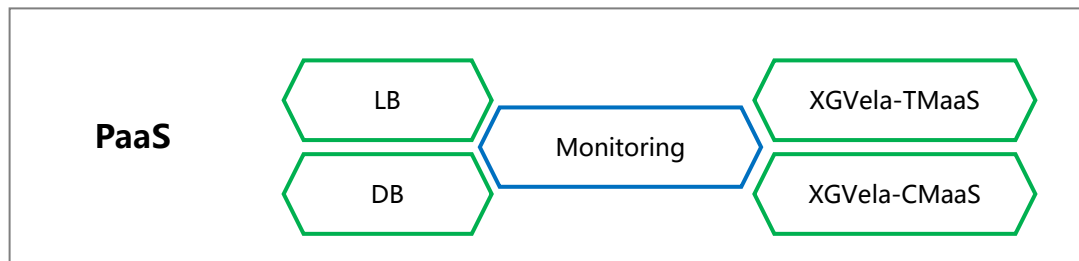 PaaS
LB
DB
Monitoring
XGVela-TMaaS
XGVela-CMaaS